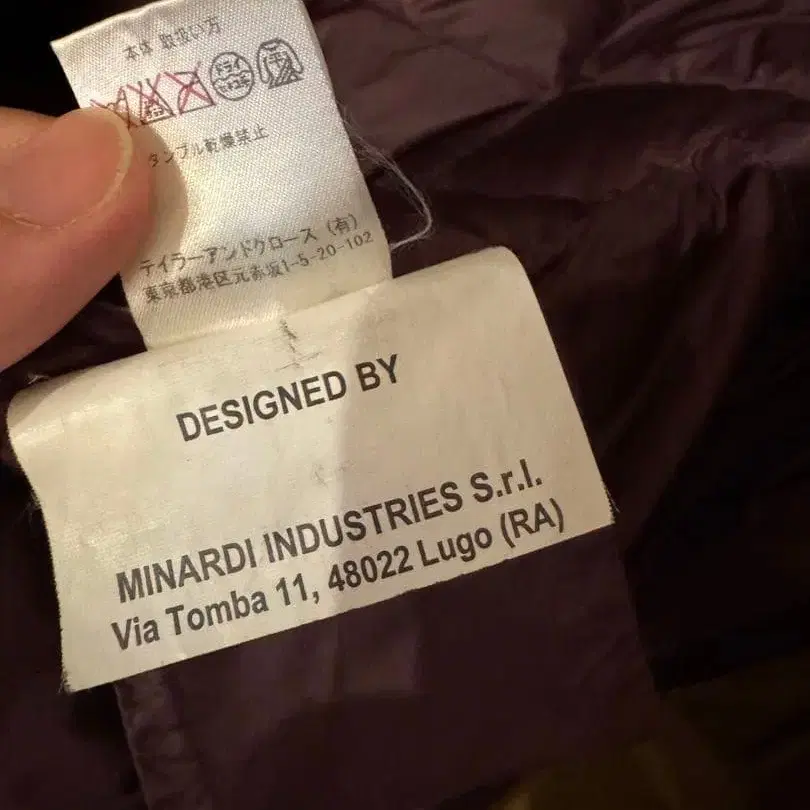 本体 取扱い方
タンブル乾燥禁止
テイラーアンドクロース（有）
東京都港区元赤坂1-5-20-102
DESIGNED BY
MINARDI INDUSTRIES S.r.l.
Via Tomba 11, 48022 Lugo (RA)